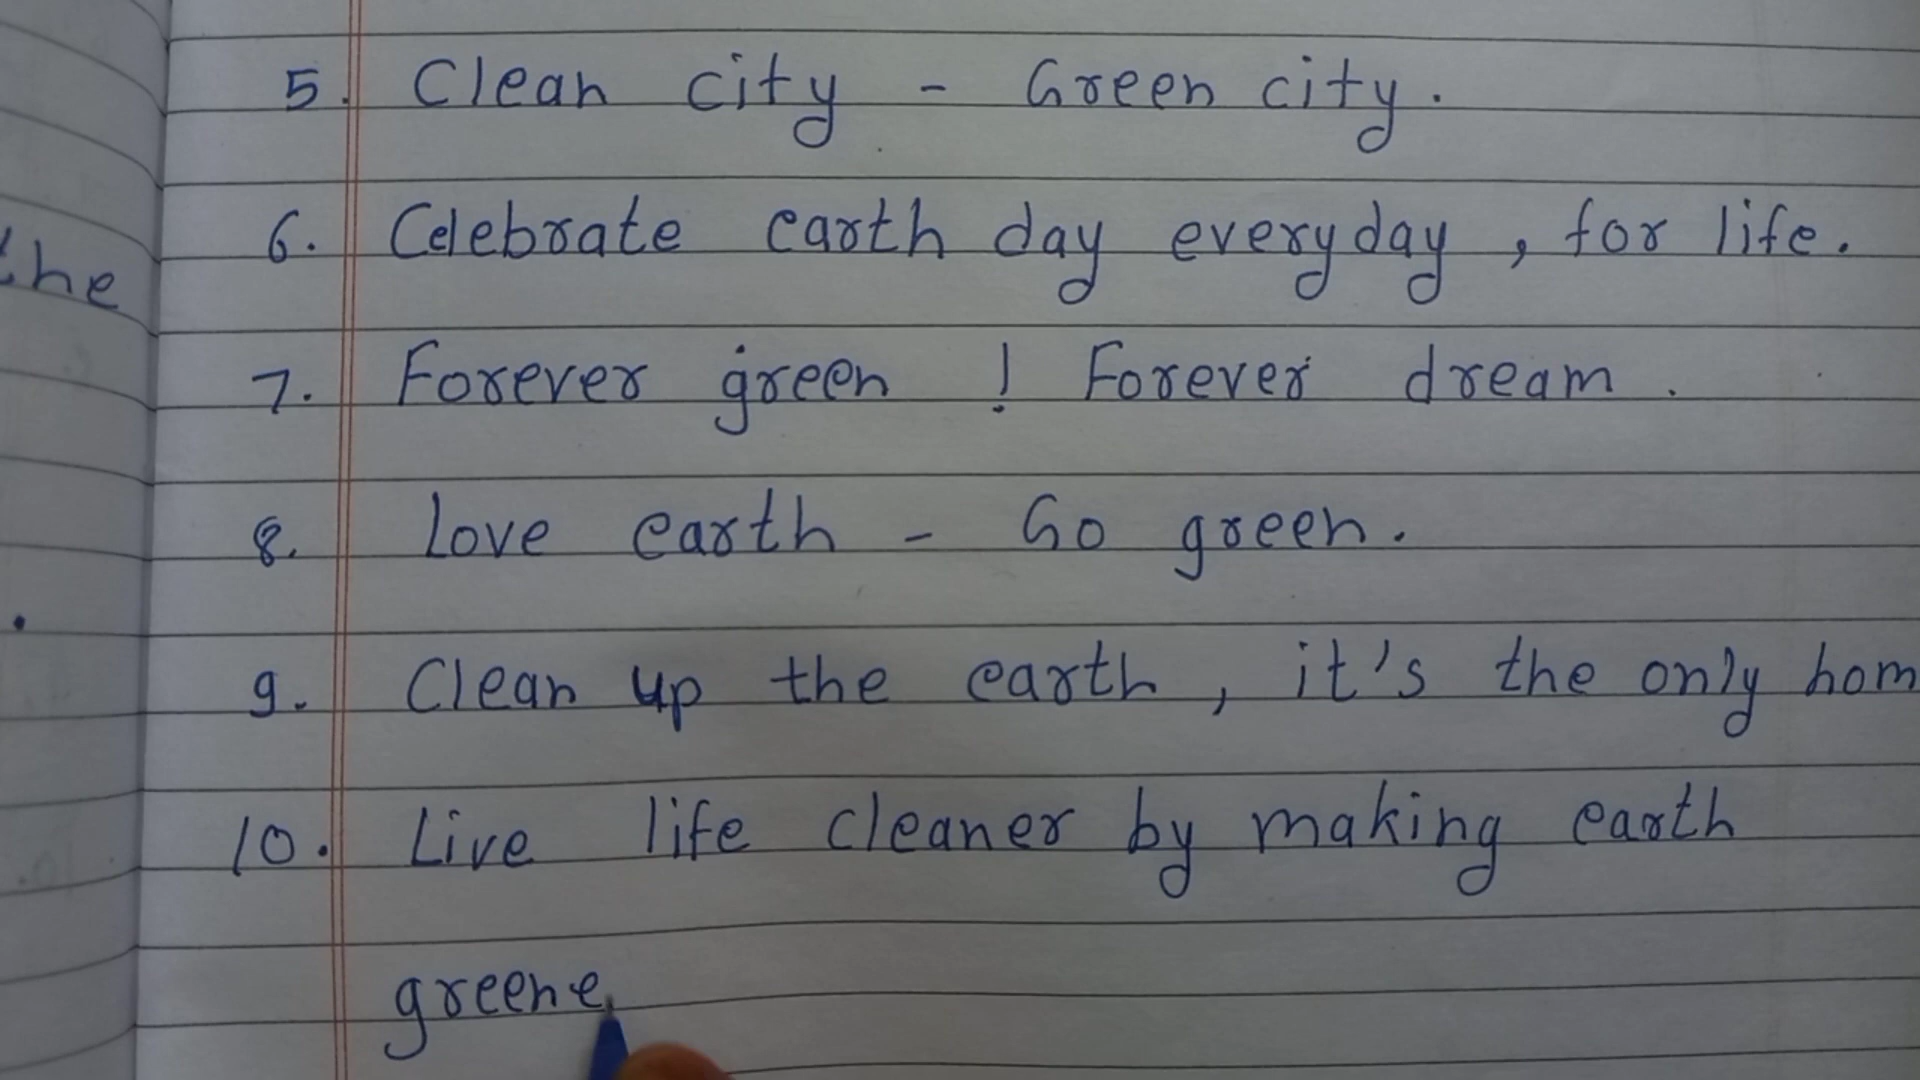 the
5. Clean city - Green city.
6. Celebrate earth day everyday, for life.
7. Forever green ! Forever dream.
8. Love earth - Go green.
9. Clean up the earth, it's the only hom
10. Live life cleaner by making earth
greene